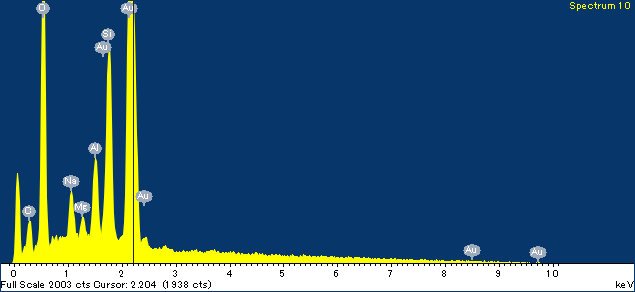 Spectrum 10
O Au
Si
Au
Al
Na
Au
Mg
Au Au
0 1 2 3 4 5 6 7 8 9 10
Full Scale 2003 cts Cursor: 2.204 (1938 cts) keV